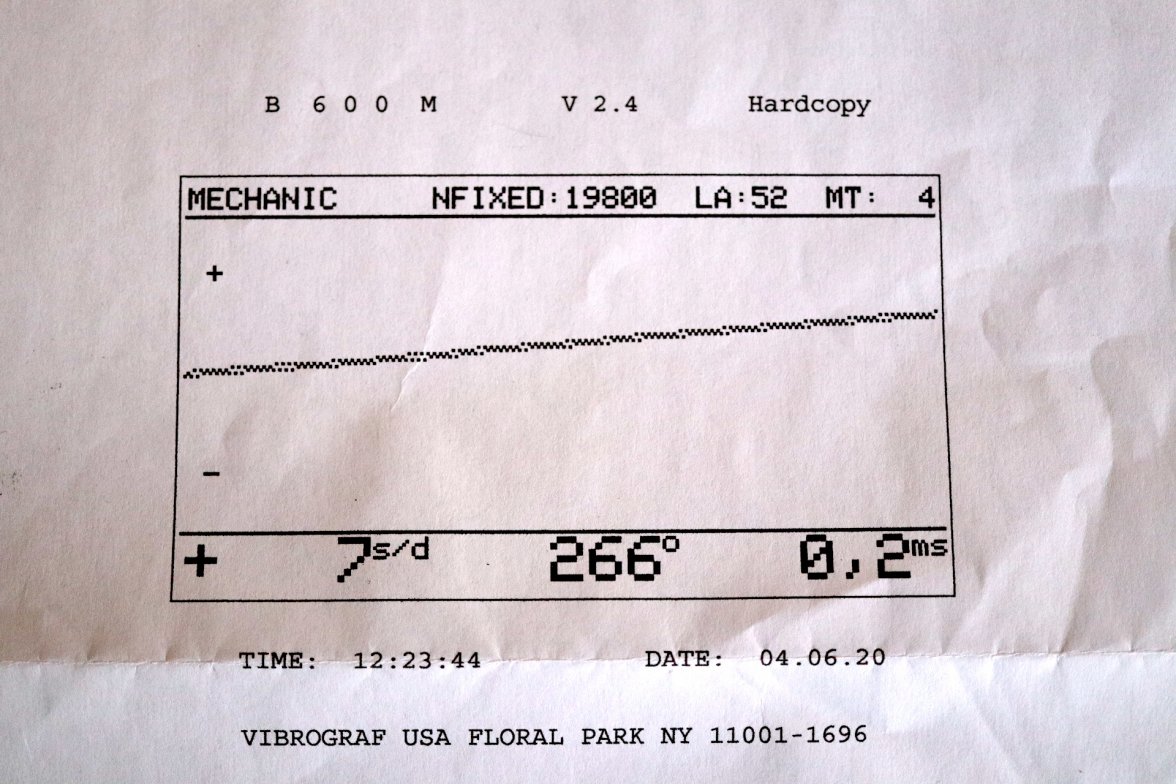 B 600 M V 2.4 Hardcopy
MECHANIC NFIXED:19800 LA:52 MT: 4
+
-
+ 7s/d 266° 0,2ms
TIME: 12:23:44 DATE: 04.06.20
VIBROGRAF USA FLORAL PARK NY 11001-1696